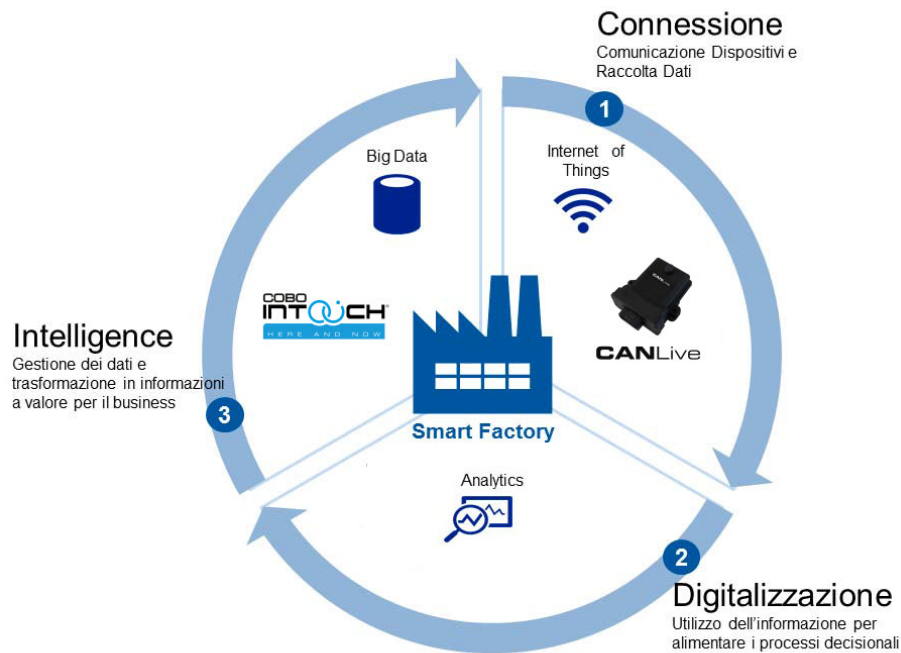 Connessione
Comunicazione Dispositivi e
Raccolta Dati
1
Big Data
Internet of
Things
COBO
INTOUCH
HERE AND NOW
CANLive
CANLive
Intelligence
Gestione dei dati e
trasformazione in informazioni
a valore per il business
3
Smart Factory
Analytics
2
Digitalizzazione
Utilizzo dell'informazione per
alimentare i processi decisionali